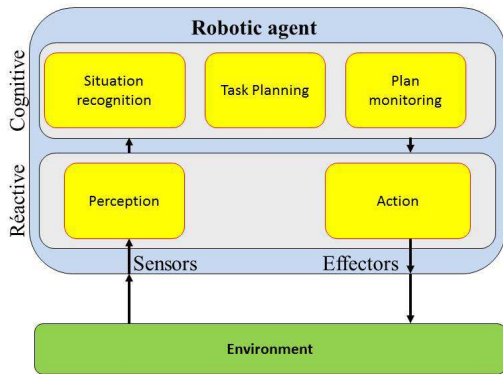 Robotic agent
Cognitive
Situation
recognition
Task Planning
Plan
monitoring
Réactive
Perception
Action
Sensors
Effectors
Environment